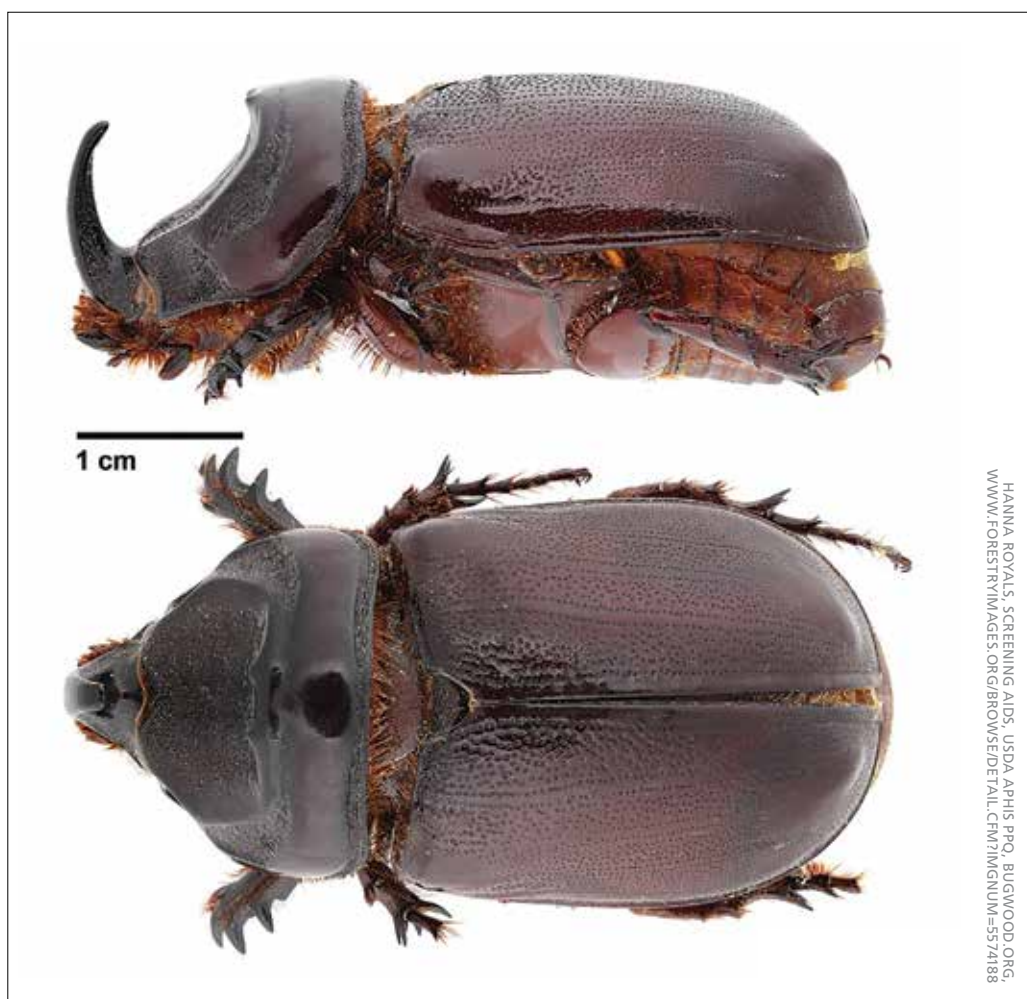 1 cm
HANNA ROYALS, SCREENING AIDS, USDA APHIS PPQ, BUGWOOD.ORG,
WWW.FORESTRYIMAGES.ORG/BROWSE/DETAIL.CFM?IMGNUM=5574188